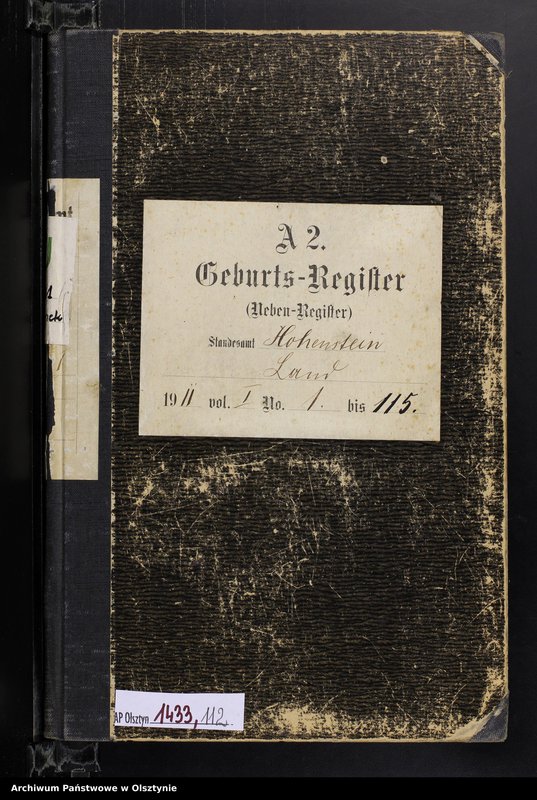 A 2.
Geburts-Register
(Neben-Register)
Standesamt Hohenstein
Land
1911 vol. I No. 1. bis 115.
AP Olsztyn 1433, 112
Archiwum Państwowe w Olsztynie